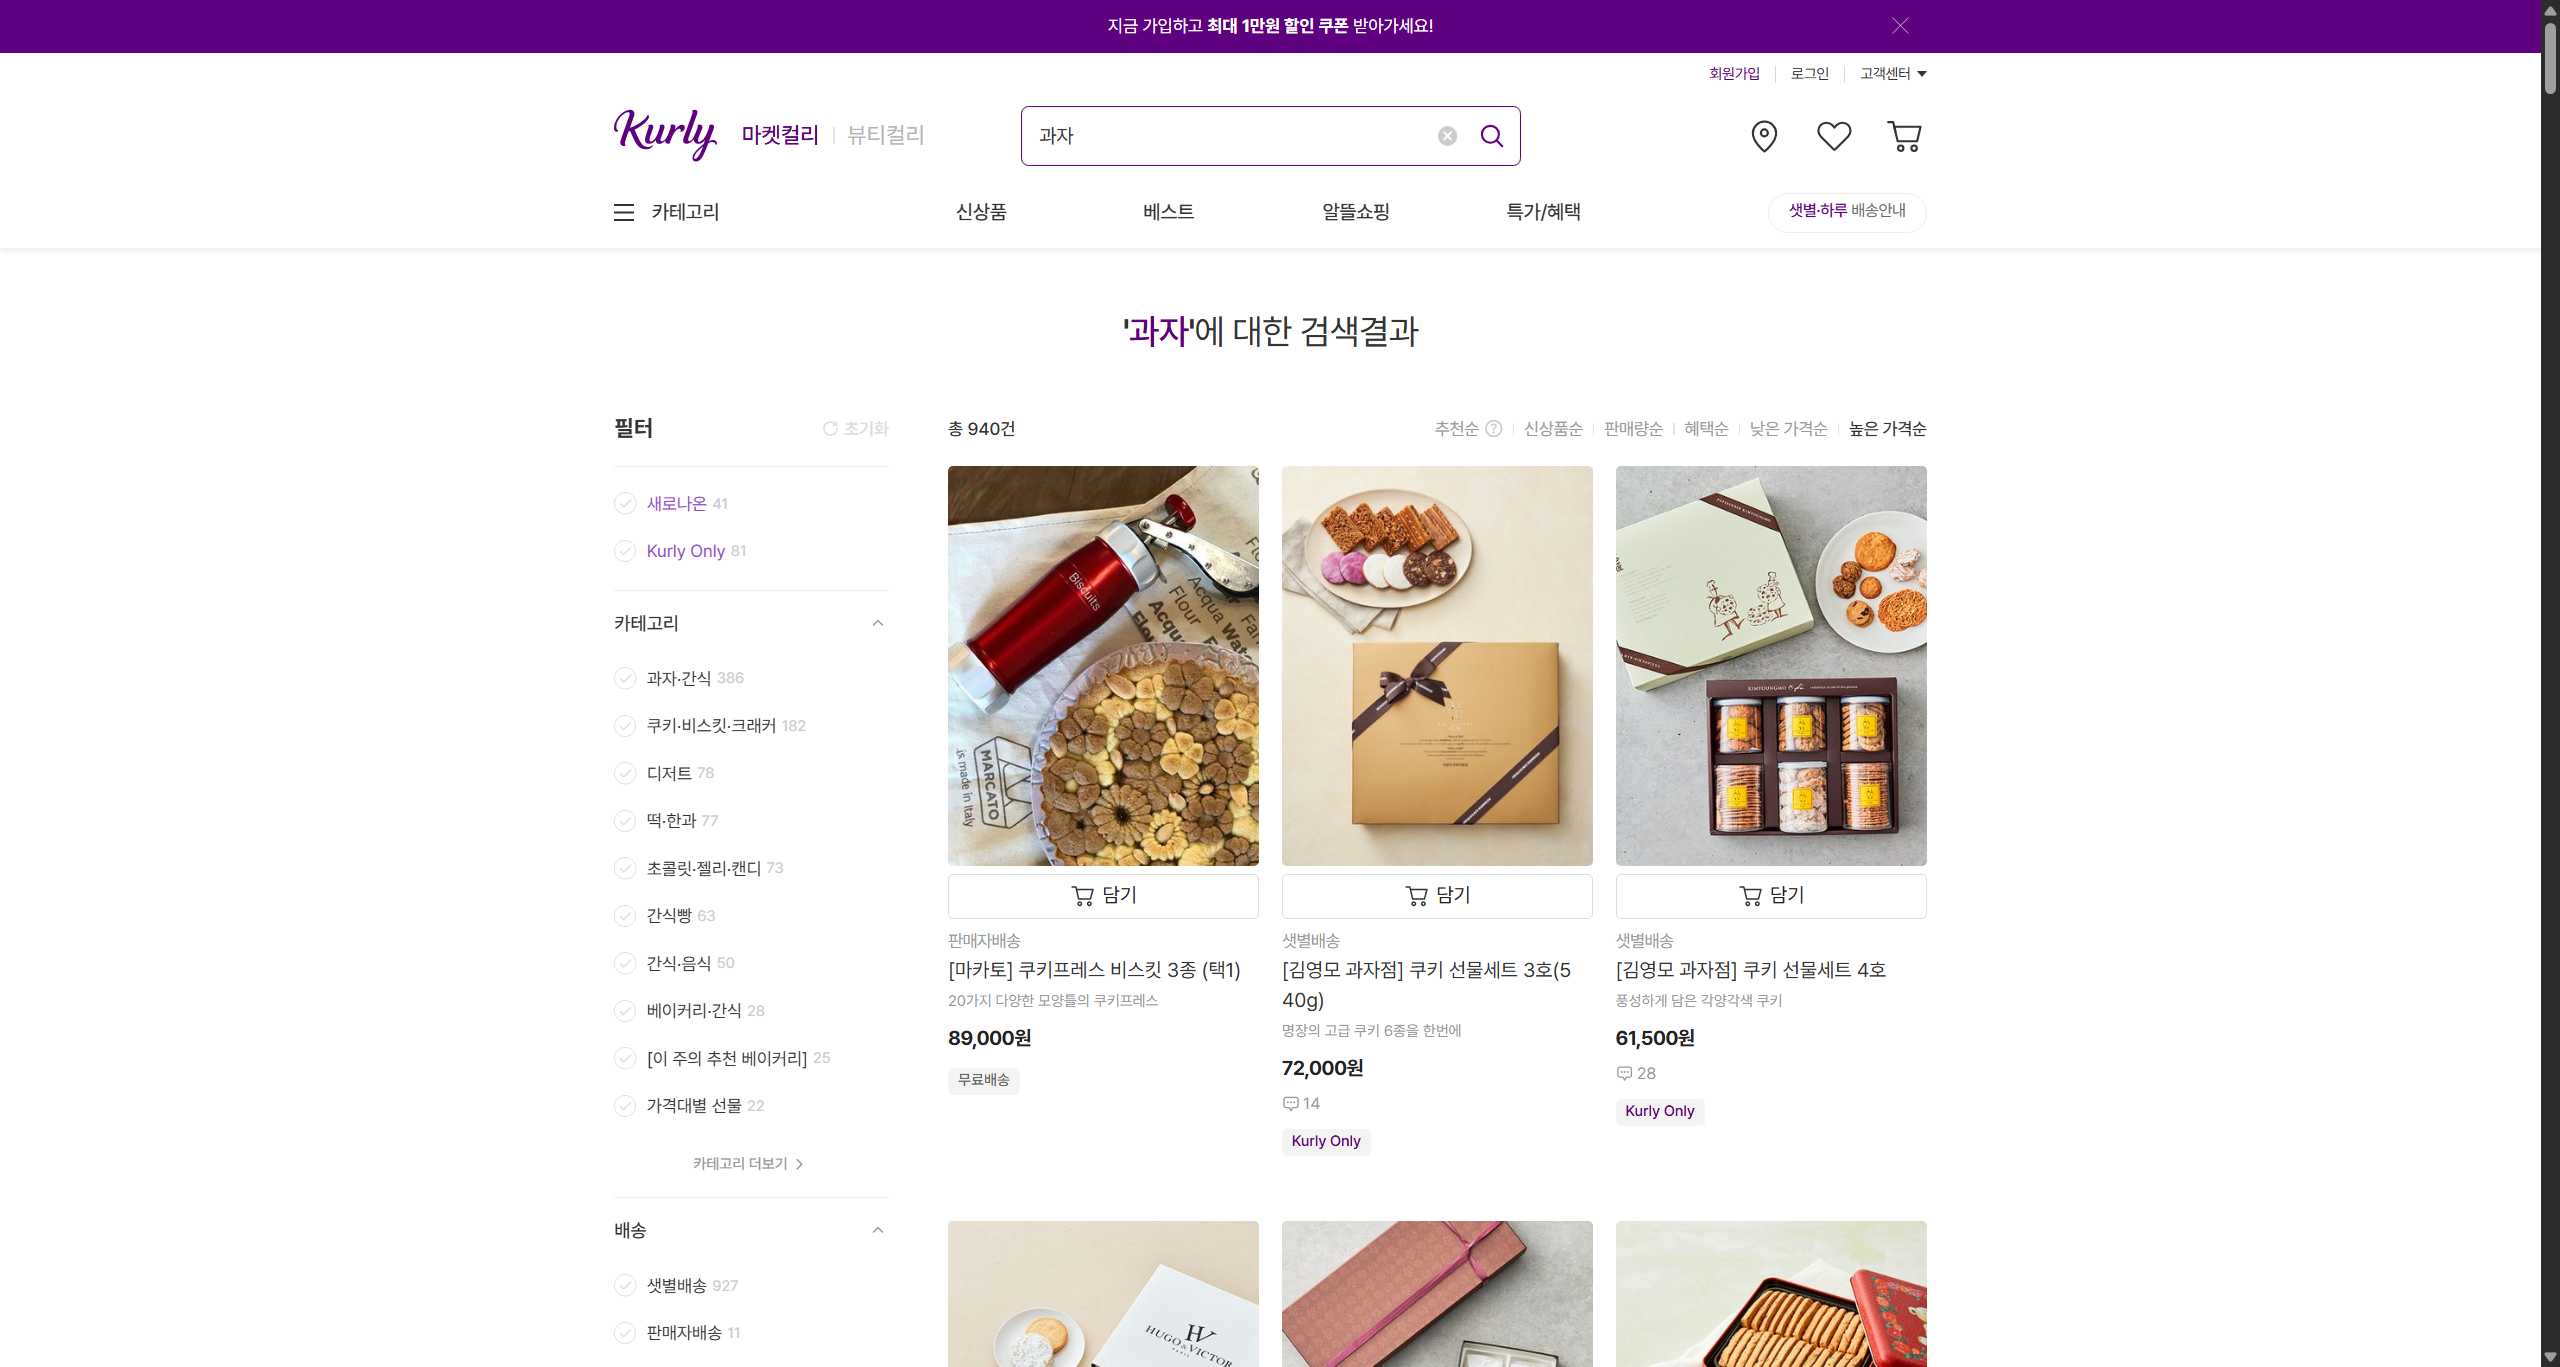 지금 가입하고 최대 1만원 할인 쿠폰 받아가세요!
회원가입
로그인
고객센터
Kurly
마켓컬리
뷰티컬리
과자
카테고리
신상품
베스트
알뜰쇼핑
특가/혜택
샛별·하루 배송안내
'과자'에 대한 검색결과
필터
초기화
새로나온 41
Kurly Only 81
카테고리
과자·간식 386
쿠키·비스킷·크래커 182
디저트 78
떡·한과 77
초콜릿·젤리·캔디 73
간식빵 63
간식·음식 50
베이커리·간식 28
[이 주의 추천 베이커리] 25
가격대별 선물 22
카테고리 더보기
배송
샛별배송 927
판매자배송 11
총 940건
추천순
신상품순
판매량순
혜택순
낮은 가격순
높은 가격순
Biscuits
Acqua
Flour
MARCATO
is made in Italy
담기
판매자배송
[마카토] 쿠키프레스 비스킷 3종 (택1)
20가지 다양한 모양틀의 쿠키프레스
89,000원
무료배송
담기
샛별배송
[김영모 과자점] 쿠키 선물세트 3호(5
40g)
명장의 고급 쿠키 6종을 한번에
72,000원
14
Kurly Only
담기
샛별배송
[김영모 과자점] 쿠키 선물세트 4호
풍성하게 담은 각양각색 쿠키
61,500원
28
Kurly Only
HV
HUGO & VICTOR
PARIS